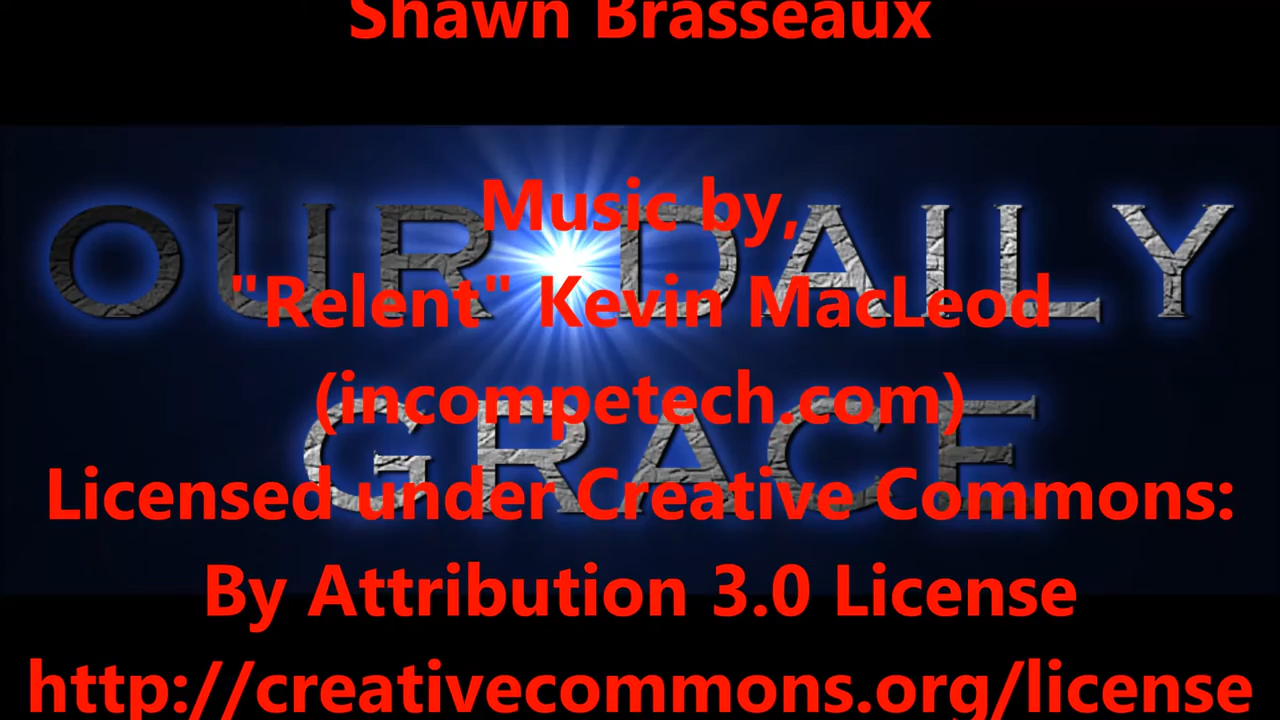 Shawn Brasseaux
OUR DAILY
GRACE
Music by,
"Relent" Kevin MacLeod
(incompetech.com)
Licensed under Creative Commons:
By Attribution 3.0 License
http://creativecommons.org/license